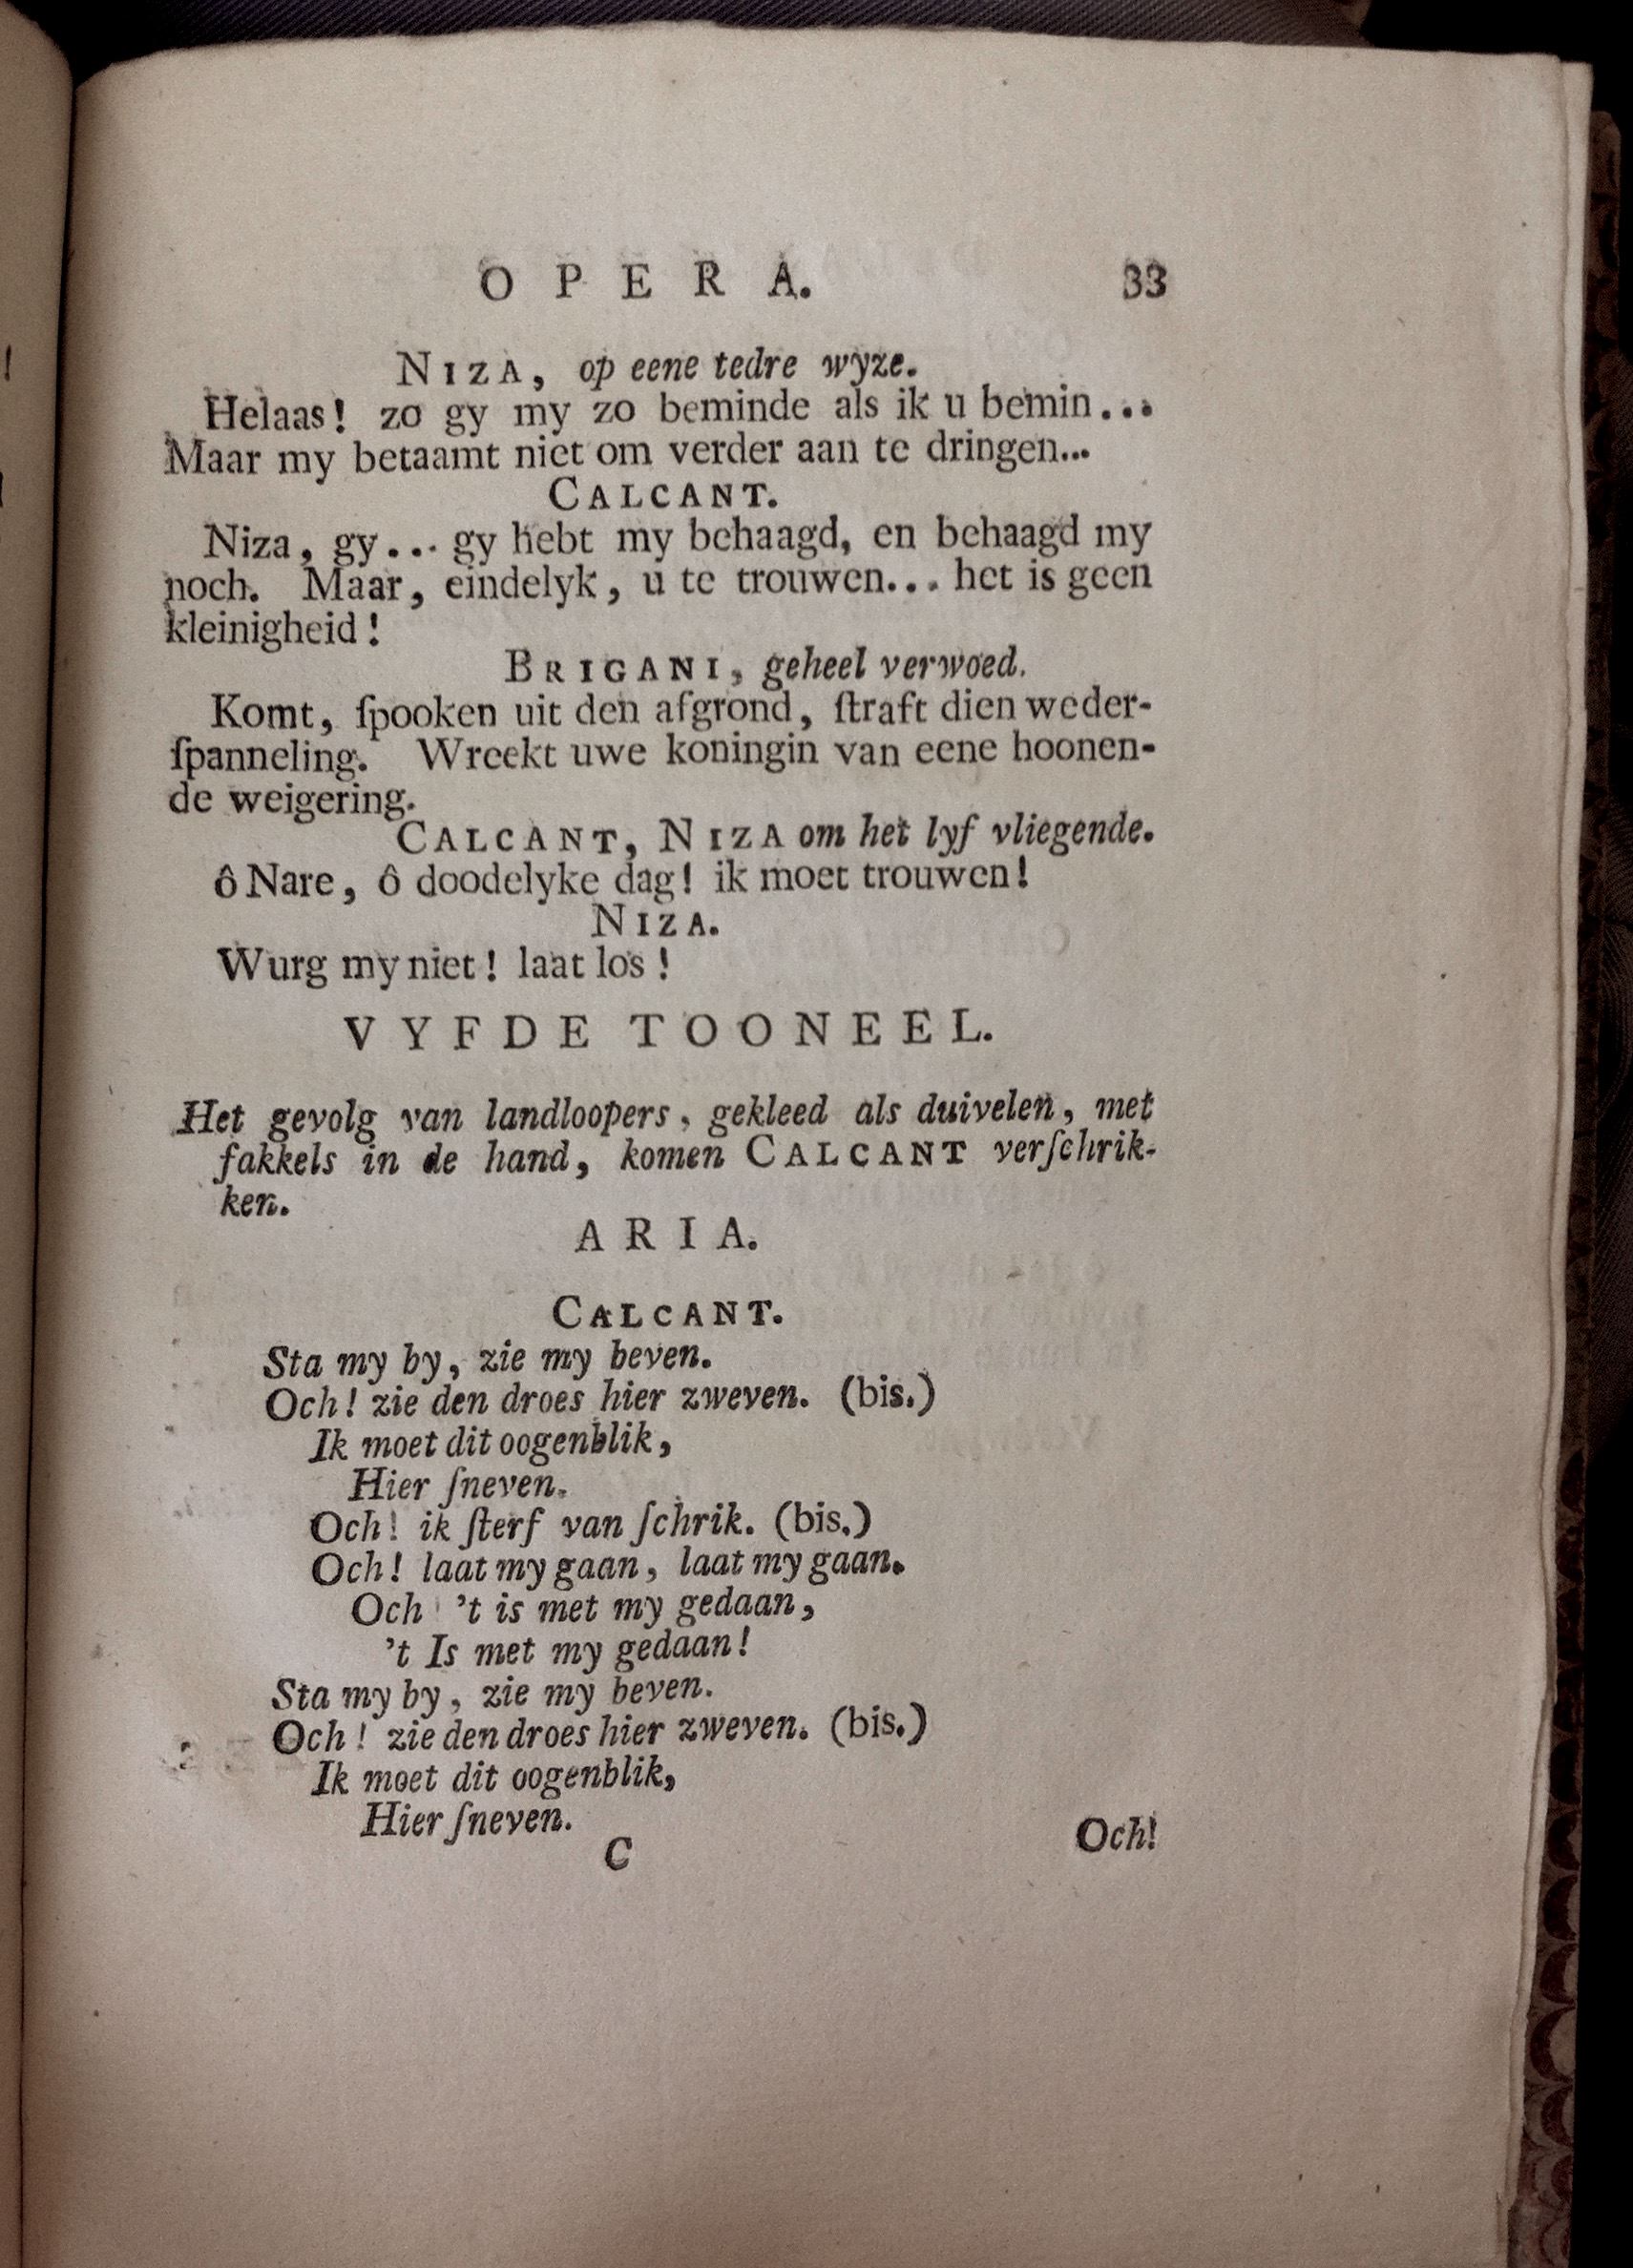 OPERA. 33
NIZA, op eene tedre wyze.
Helaas! zo gy my zo beminde als ik u bemin...
Maar my betaamt niet om verder aan te dringen...
CALCANT.
Niza, gy... gy hebt my behaagd, en behaagd my
noch. Maar, eindelyk, u te trouwen... het is geen
kleinigheid!
BRIGANI, geheel verwoed.
Komt, ſpooken uit den afgrond, ſtraft dien weder-
ſpanneling. Wreekt uwe koningin van eene hoonen-
de weigering.
CALCANT, NIZA om het lyf vliegende.
ô Nare, ô doodelyke dag! ik moet trouwen!
NIZA.
Wurg my niet! laat los!
VYFDE TOONEEL.
Het gevolg van landloopers, gekleed als duivelen, met
fakkels in de hand, komen CALCANT verſchrik-
ken.
ARIA.
CALCANT.
Sta my by, zie my beven.
Och! zie den droes hier zweven. (bis.)
Ik moet dit oogenblik,
Hier ſneven.
Och! ik ſterf van ſchrik. (bis.)
Och! laat my gaan, laat my gaan.
Och! 't is met my gedaan,
't Is met my gedaan!
Sta my by, zie my beven.
Och! zie den droes hier zweven. (bis.)
Ik moet dit oogenblik,
Hier ſneven.
C Och!